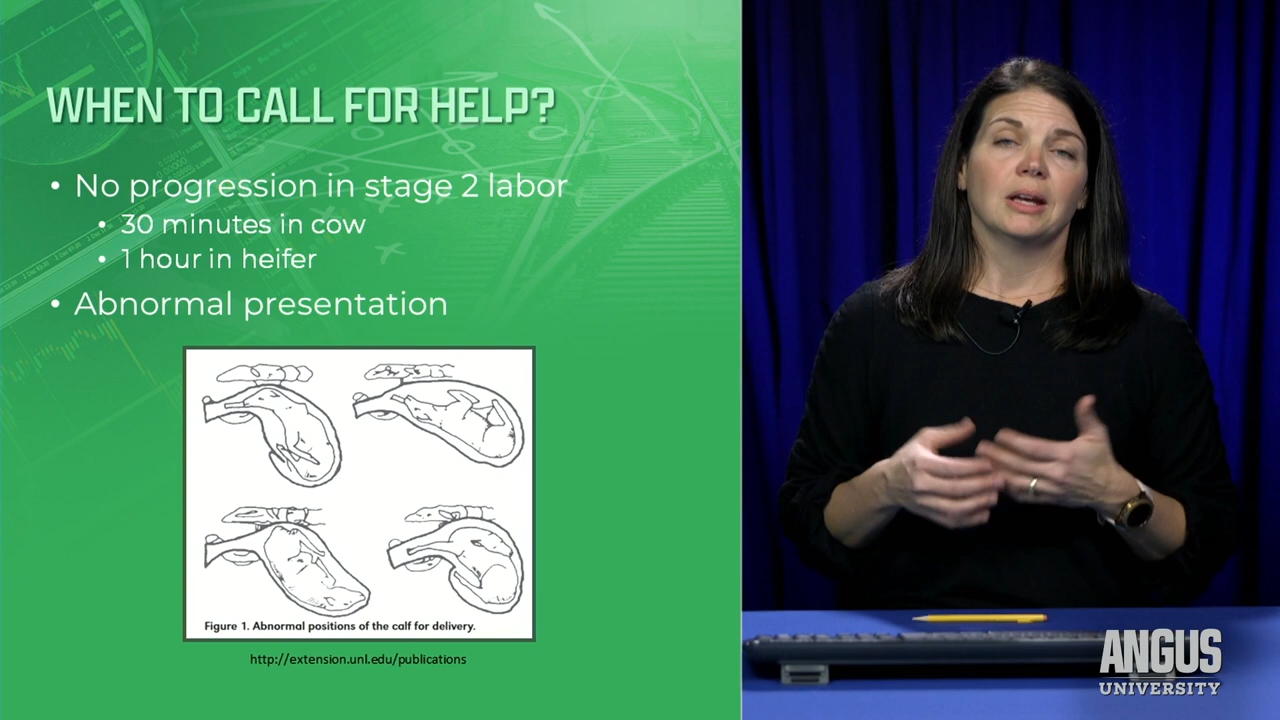 WHEN TO CALL FOR HELP?
• No progression in stage 2 labor
• 30 minutes in cow
• 1 hour in heifer
• Abnormal presentation
Figure 1. Abnormal positions of the calf for delivery.
http://extension.unl.edu/publications
ANGUS
UNIVERSITY